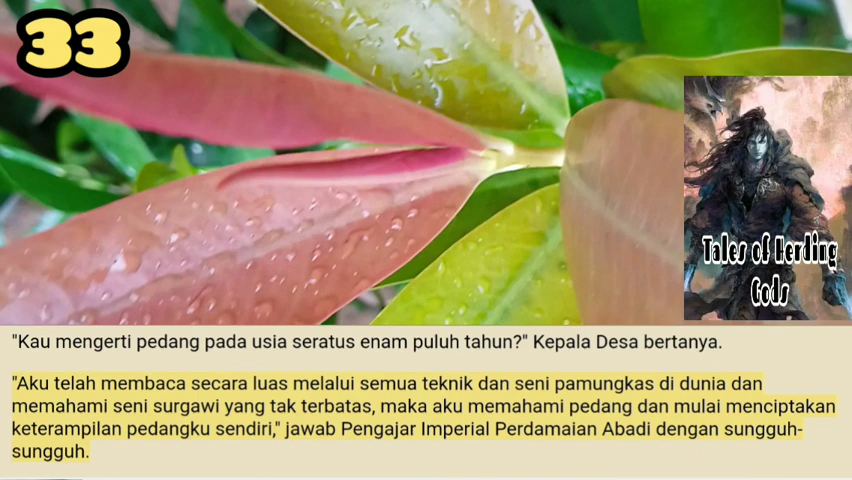 33
Tales of Herding
Gods
"Kau mengerti pedang pada usia seratus enam puluh tahun?" Kepala Desa bertanya.
"Aku telah membaca secara luas melalui semua teknik dan seni pamungkas di dunia dan
memahami seni surgawi yang tak terbatas, maka aku memahami pedang dan mulai menciptakan
keterampilan pedangku sendiri," jawab Pengajar Imperial Perdamaian Abadi dengan sungguh-
sungguh.